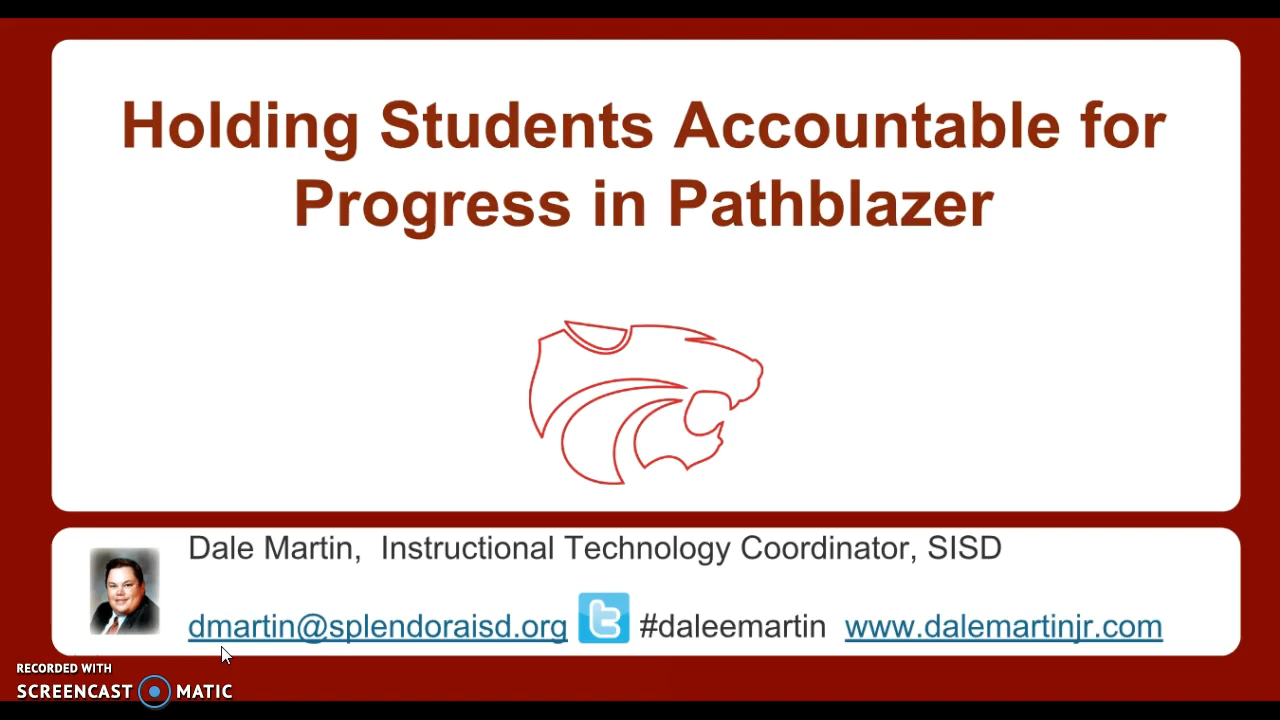 Holding Students Accountable for
Progress in Pathblazer
Dale Martin, Instructional Technology Coordinator, SISD
dmartin@splendoraisd.org #daleemartin www.dalemartinjr.com
RECORDED WITH
SCREENCAST MATIC